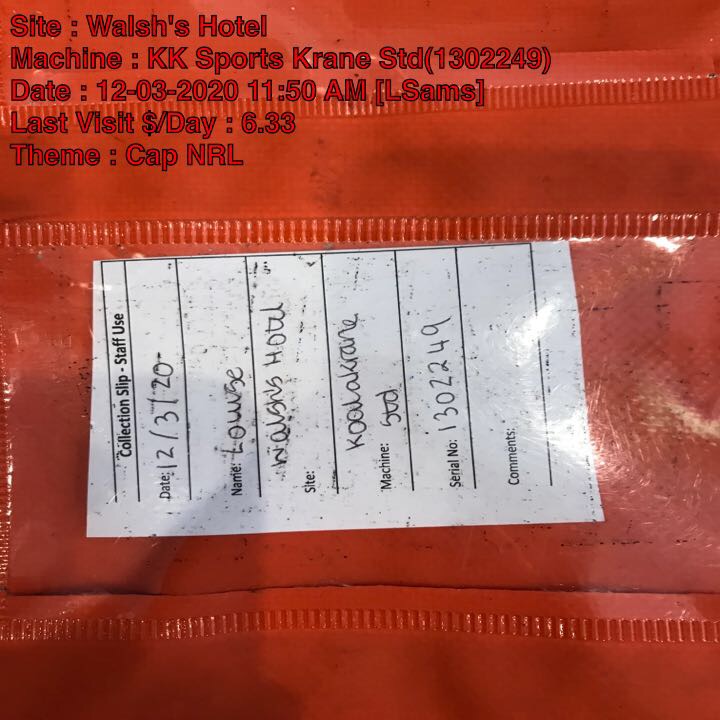 Site : Walsh's Hotel
Machine : KK Sports Krane Std(1302249)
Date : 12-03-2020 11:50 AM [LSams]
Last Visit $/Day : 6.33
Theme : Cap NRL
Collection Slip - Staff Use
Date: 12/3/20
Name: Louise
Site: Walsh's Hotel
Machine: Koalakrane
Std
Serial No: 1302249
Comments: